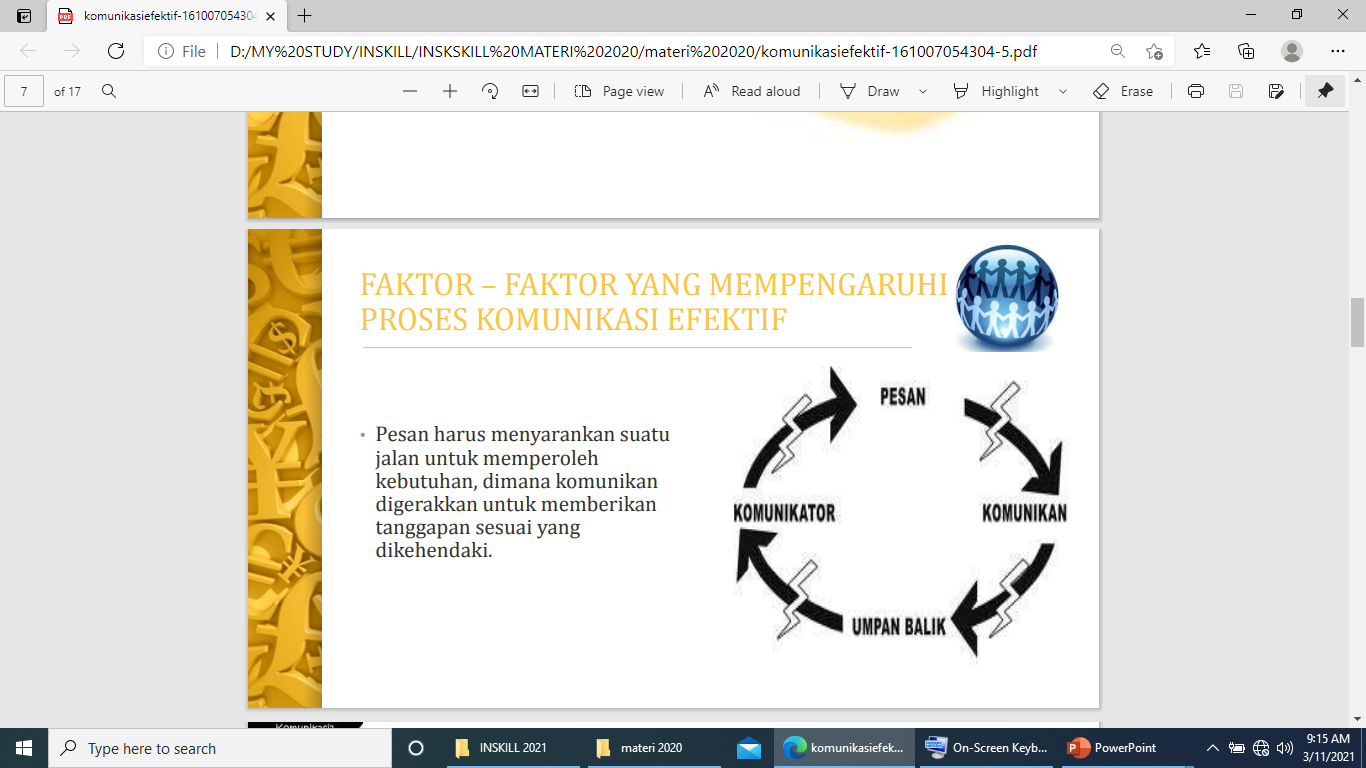 komunikasiefektif-161007054304
File
D:/MY%20STUDY/INSKILL/INSKSKILL%20MATERI%202020/materi%202020/komunikasiefektif-161007054304-5.pdf
7 of 17
Page view
Read aloud
Draw
Highlight
Erase
FAKTOR – FAKTOR YANG MEMPENGARUHI
PROSES KOMUNIKASI EFEKTIF
• Pesan harus menyarankan suatu
jalan untuk memperoleh
kebutuhan, dimana komunikan
digerakkan untuk memberikan
tanggapan sesuai yang
dikehendaki.
PESAN
KOMUNIKATOR
KOMUNIKAN
UMPAN BALIK
Type here to search
INSKILL 2021
materi 2020
komunikasiefek...
On-Screen Keyb...
PowerPoint
9:15 AM
3/11/2021